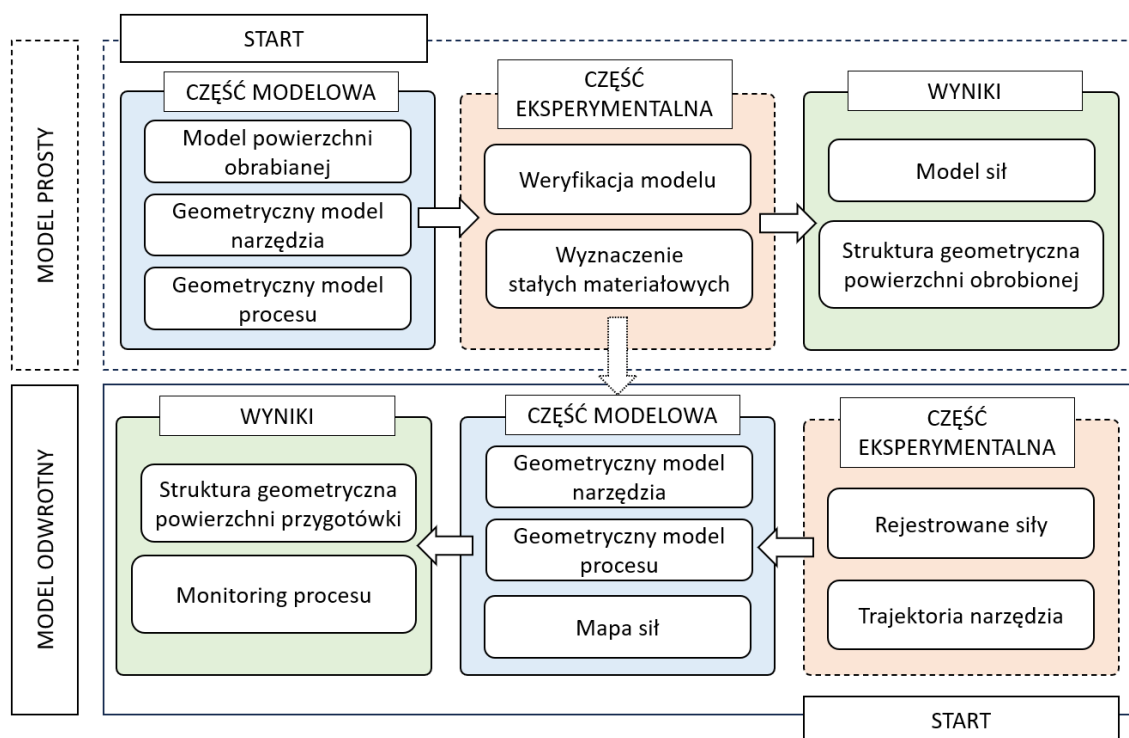 START
MODEL PROSTY
CZĘŚĆ MODELOWA
Model powierzchni
obrabianej
Geometryczny model
narzędzia
Geometryczny model
procesu
CZĘŚĆ
EKSPERYMENTALNA
Weryfikacja modelu
Wyznaczenie
stałych materiałowych
WYNIKI
Model sił
Struktura geometryczna
powierzchni obrobionej
MODEL ODWROTNY
WYNIKI
Struktura geometryczna
powierzchni przygotówki
Monitoring procesu
CZĘŚĆ MODELOWA
Geometryczny model
narzędzia
Geometryczny model
procesu
Mapa sił
CZĘŚĆ
EKSPERYMENTALNA
Rejestrowane siły
Trajektoria narzędzia
START